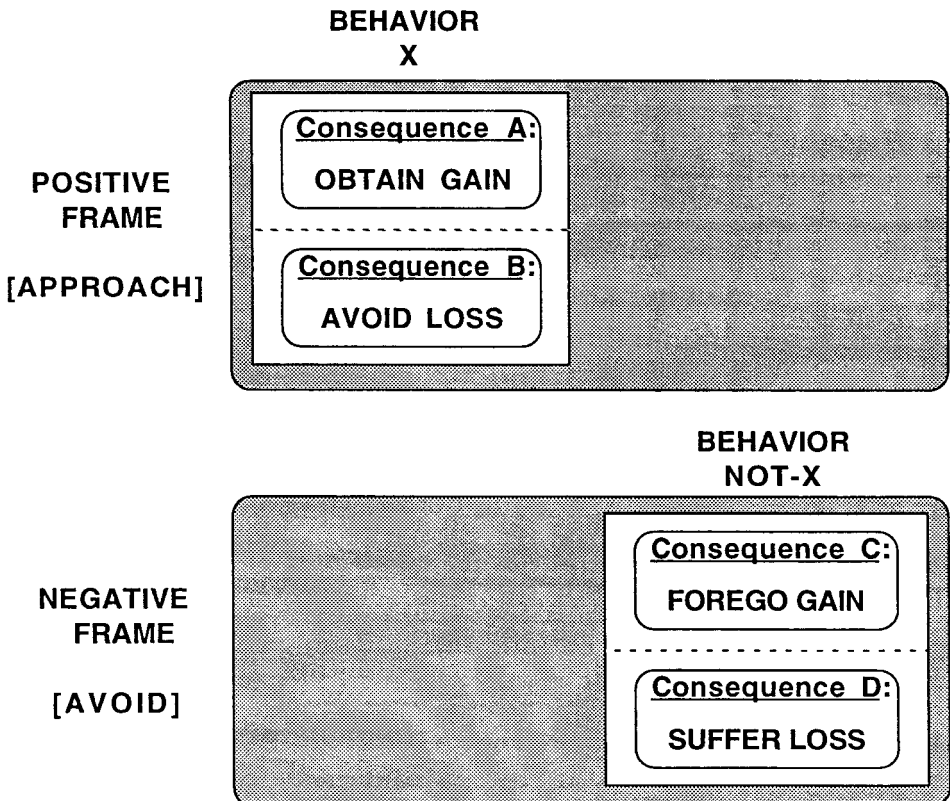 BEHAVIOR
X
Consequence A:
OBTAIN GAIN
POSITIVE
FRAME
[APPROACH]
Consequence B:
AVOID LOSS
BEHAVIOR
NOT-X
Consequence C:
FOREGO GAIN
NEGATIVE
FRAME
[AVOID]
Consequence D:
SUFFER LOSS